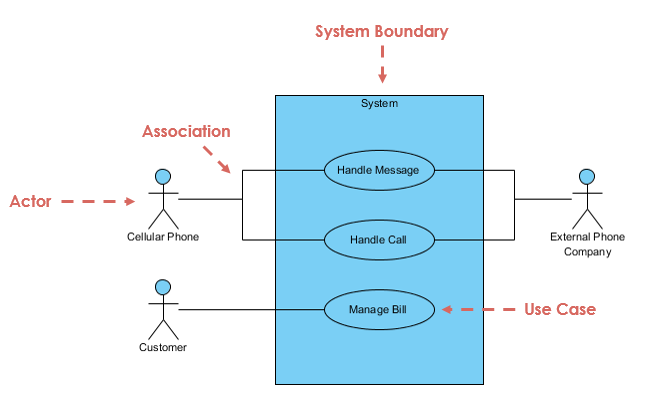 System Boundary
System
Association
Handle Message
Actor
Cellular Phone
Handle Call
External Phone
Company
Manage Bill
Use Case
Customer